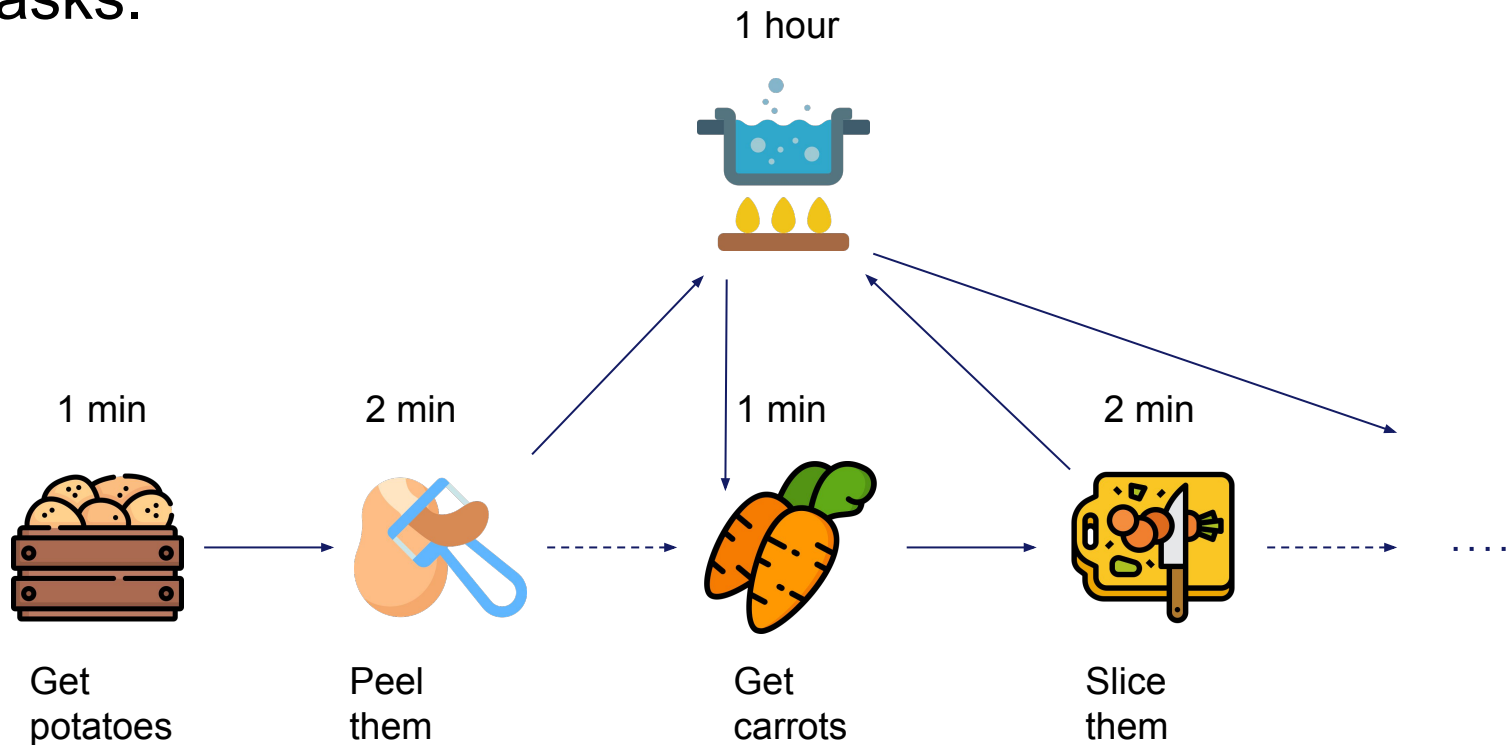 asks:
1 hour
1 min
2 min
1 min
2 min
. . . .
Get
potatoes
Peel
them
Get
carrots
Slice
them